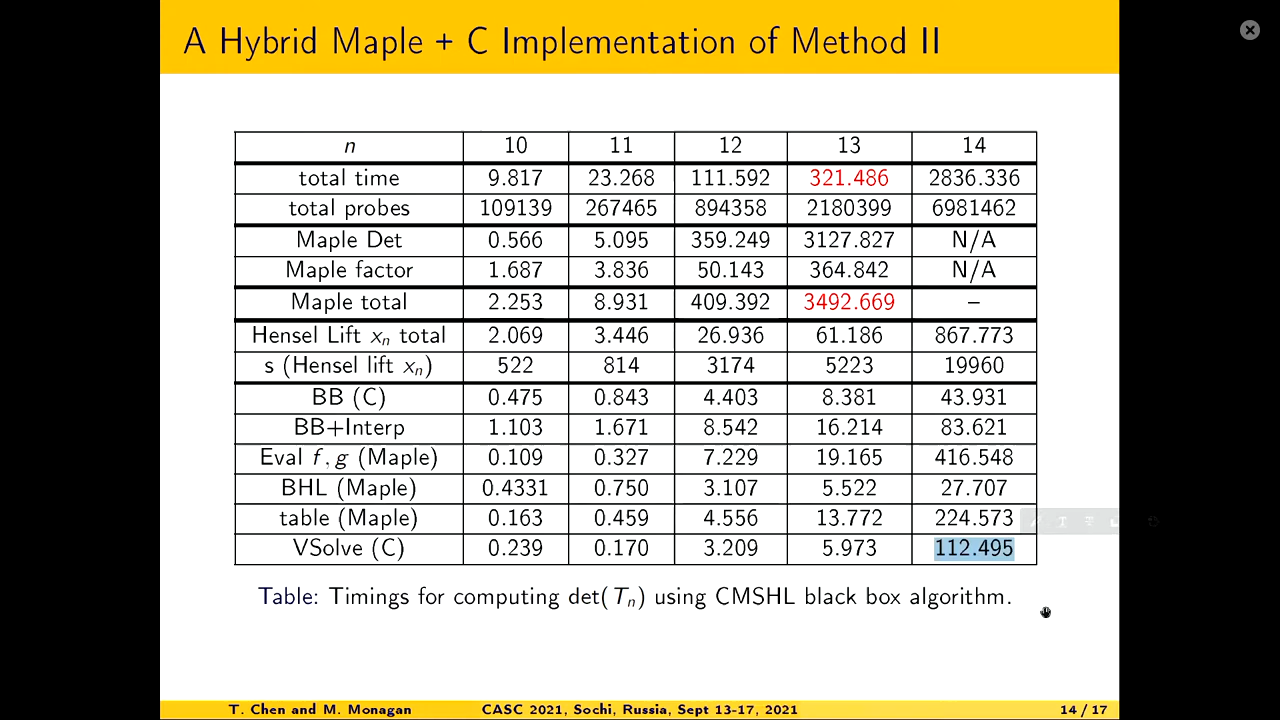 A Hybrid Maple + C Implementation of Method II
n 10 11 12 13 14
total time 9.817 23.268 111.592 321.486 2836.336
total probes 109139 267465 894358 2180399 6981462
Maple Det 0.566 5.095 359.249 3127.827 N/A
Maple factor 1.687 3.836 50.143 364.842 N/A
Maple total 2.253 8.931 409.392 3492.669 –
Hensel Lift xₙ total 2.069 3.446 26.936 61.186 867.773
s (Hensel lift xₙ) 522 814 3174 5223 19960
BB (C) 0.475 0.843 4.403 8.381 43.931
BB+Interp 1.103 1.671 8.542 16.214 83.621
Eval f, g (Maple) 0.109 0.327 7.229 19.165 416.548
BHL (Maple) 0.4331 0.750 3.107 5.522 27.707
table (Maple) 0.163 0.459 4.556 13.772 224.573
VSolve (C) 0.239 0.170 3.209 5.973 112.495
Table: Timings for computing det(Tₙ) using CMSHL black box algorithm.
T. Chen and M. Monagan CASC 2021, Sochi, Russia, Sept 13-17, 2021 14 / 17